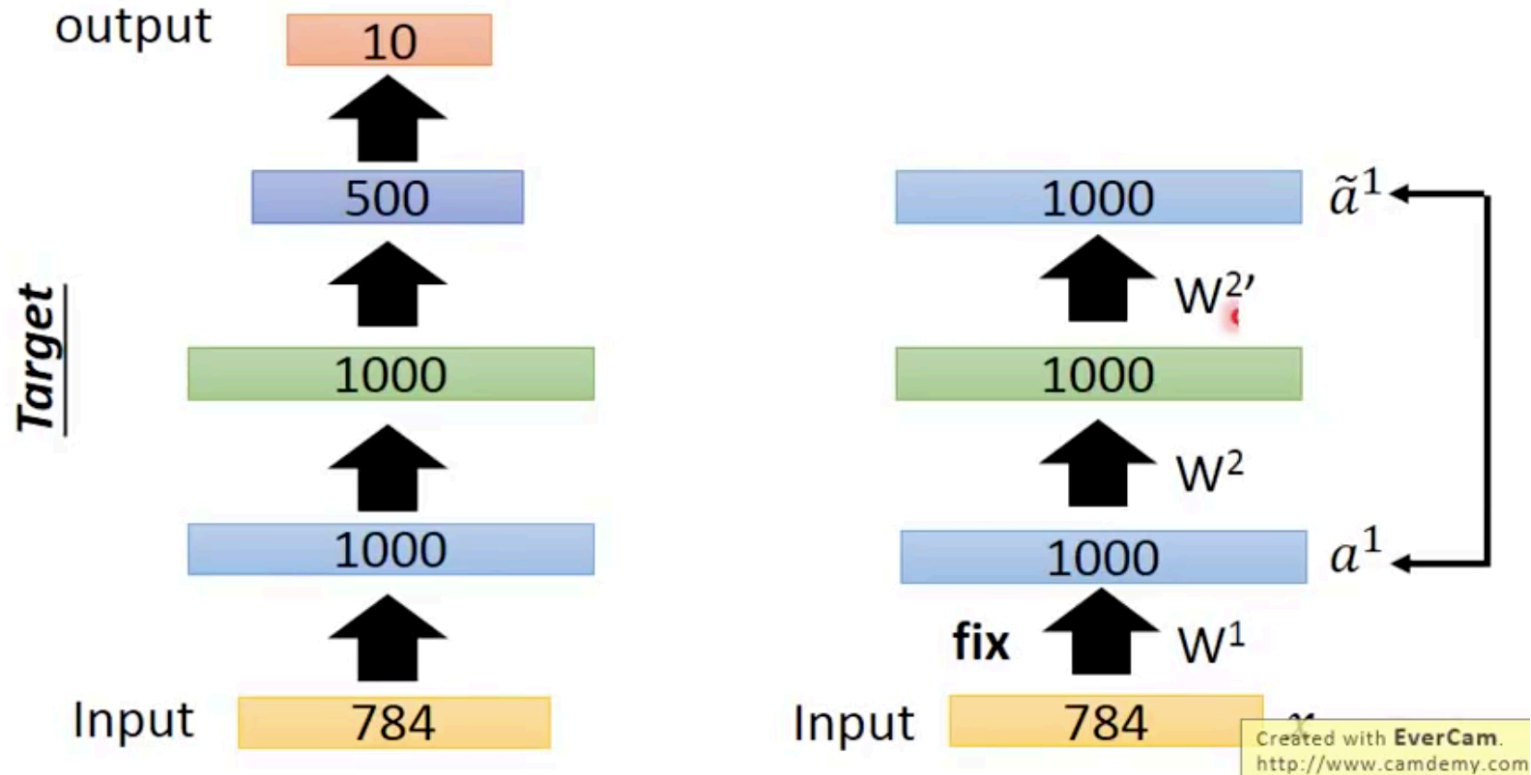 output
10
500
Target
1000
1000
Input
784
1000
ã¹
W²′
1000
W²
1000
a¹
fix
W¹
Input
784
Created with EverCam.
http://www.camdemy.com